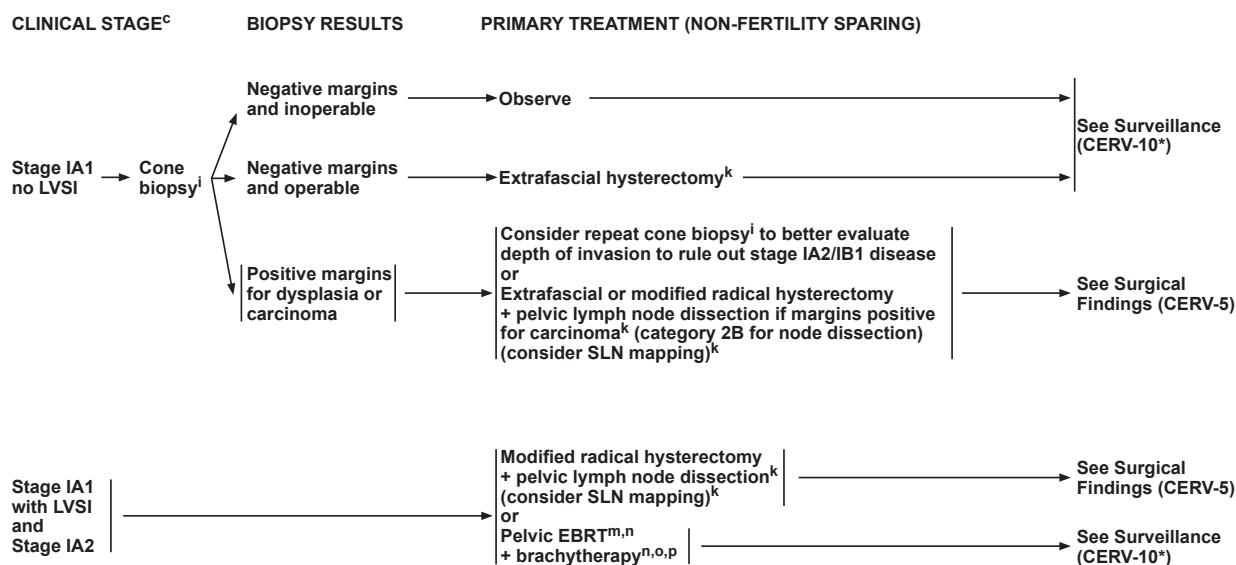 CLINICAL STAGEᶜ
BIOPSY RESULTS
PRIMARY TREATMENT (NON-FERTILITY SPARING)
Stage IA1
no LVSI
Cone
biopsyⁱ
Negative margins
and inoperable
Observe
Negative margins
and operable
Extrafascial hysterectomyᵏ
See Surveillance
(CERV-10*)
Positive margins
for dysplasia or
carcinoma
Consider repeat cone biopsyⁱ to better evaluate
depth of invasion to rule out stage IA2/IB1 disease
or
Extrafascial or modified radical hysterectomy
+ pelvic lymph node dissection if margins positive
for carcinomaᵏ (category 2B for node dissection)
(consider SLN mapping)ᵏ
See Surgical
Findings (CERV-5)
Stage IA1
with LVSI
and
Stage IA2
Modified radical hysterectomy
+ pelvic lymph node dissectionᵏ
(consider SLN mapping)ᵏ
or
Pelvic EBRTᵐ,ⁿ
+ brachytherapyⁿ,ᵒ,ᵖ
See Surgical
Findings (CERV-5)
See Surveillance
(CERV-10*)